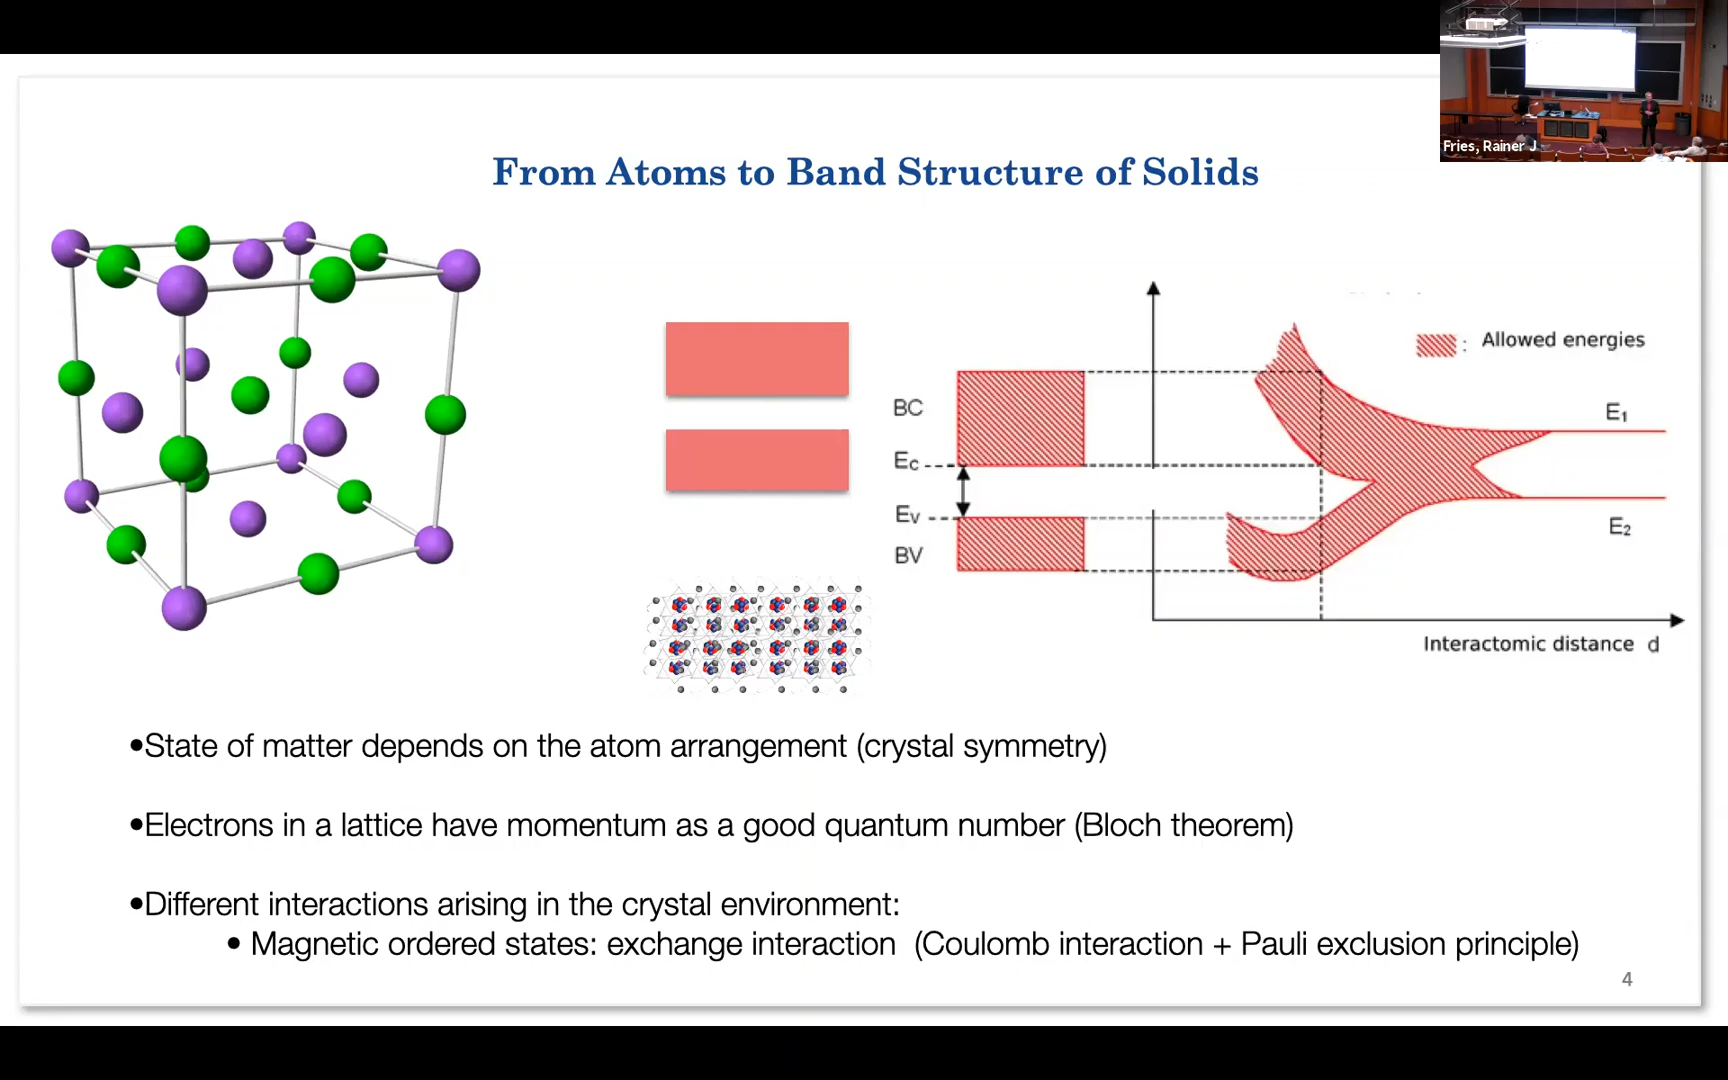 Fries, Rainer J
From Atoms to Band Structure of Solids
: Allowed energies
BC
E1
EC
EV
E2
BV
Interactomic distance d
•State of matter depends on the atom arrangement (crystal symmetry)
•Electrons in a lattice have momentum as a good quantum number (Bloch theorem)
•Different interactions arising in the crystal environment:
• Magnetic ordered states: exchange interaction (Coulomb interaction + Pauli exclusion principle)
4